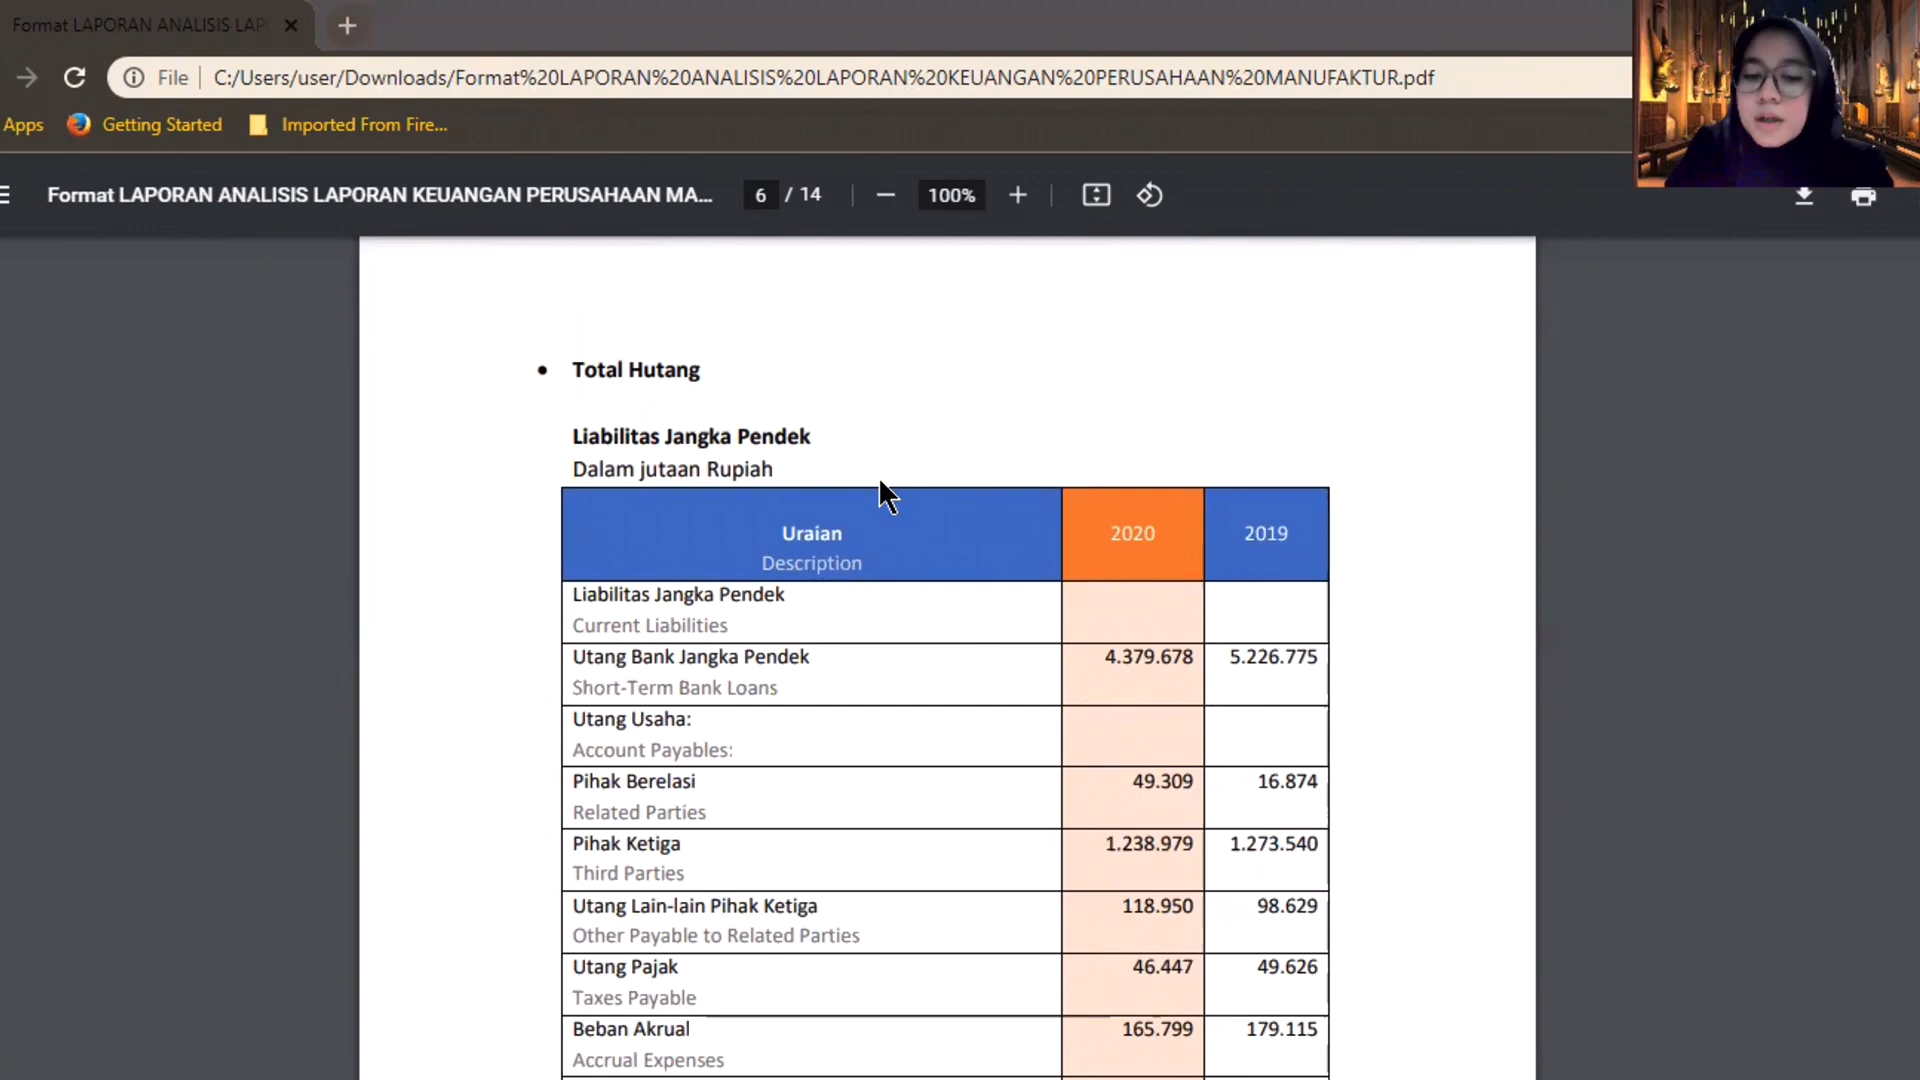 Format LAPORAN ANALISIS LAP
File C:/Users/user/Downloads/Format%20LAPORAN%20ANALISIS%20LAPORAN%20KEUANGAN%20PERUSAHAAN%20MANUFAKTUR.pdf
Apps Getting Started Imported From Fire...
Format LAPORAN ANALISIS LAPORAN KEUANGAN PERUSAHAAN MA... 6 / 14 100%
• Total Hutang
Liabilitas Jangka Pendek
Dalam jutaan Rupiah
Uraian 2020 2019
Description
Liabilitas Jangka Pendek
Current Liabilities
Utang Bank Jangka Pendek 4.379.678 5.226.775
Short-Term Bank Loans
Utang Usaha:
Account Payables:
Pihak Berelasi 49.309 16.874
Related Parties
Pihak Ketiga 1.238.979 1.273.540
Third Parties
Utang Lain-lain Pihak Ketiga 118.950 98.629
Other Payable to Related Parties
Utang Pajak 46.447 49.626
Taxes Payable
Beban Akrual 165.799 179.115
Accrual Expenses